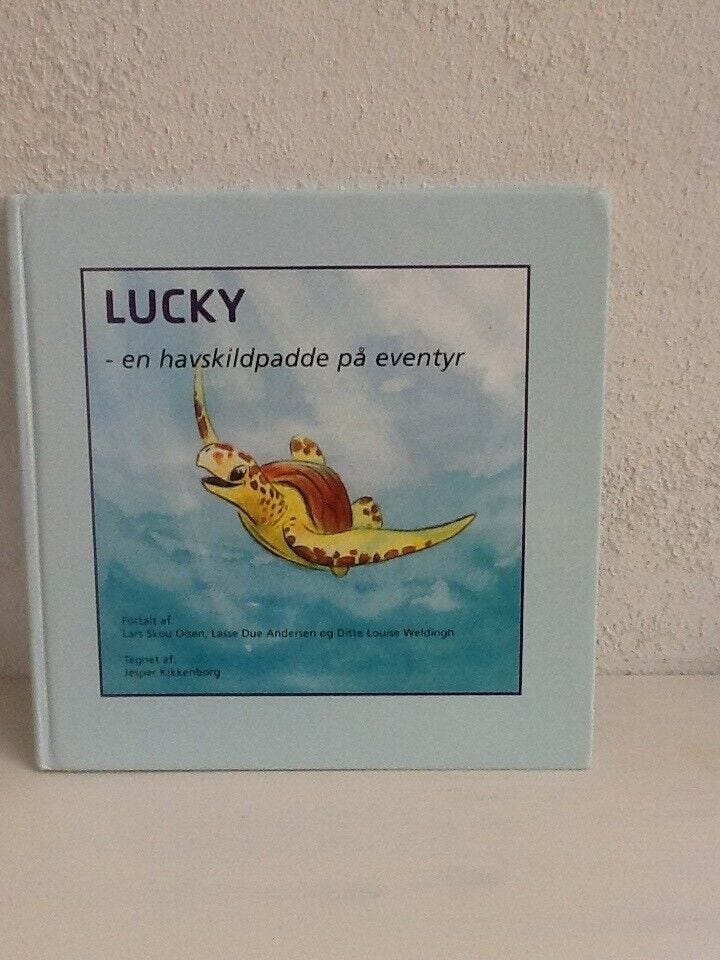 LUCKY
- en havskildpadde på eventyr
Fortalt af:
Lars Skou Olsen, Lasse Due Andersen og Ditte Louise Weldingh
Tegnet af:
Jesper Kikkenborg